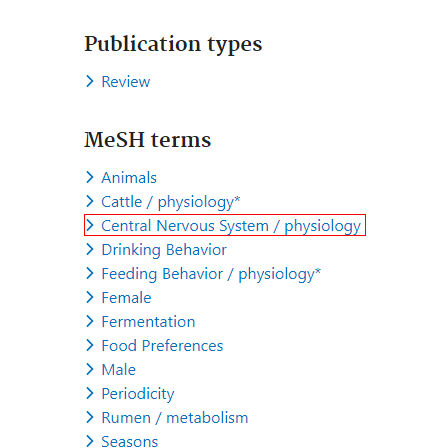 Publication types
Review
MeSH terms
Animals
Cattle / physiology*
Central Nervous System / physiology
Drinking Behavior
Feeding Behavior / physiology*
Female
Fermentation
Food Preferences
Male
Periodicity
Rumen / metabolism
Seasons